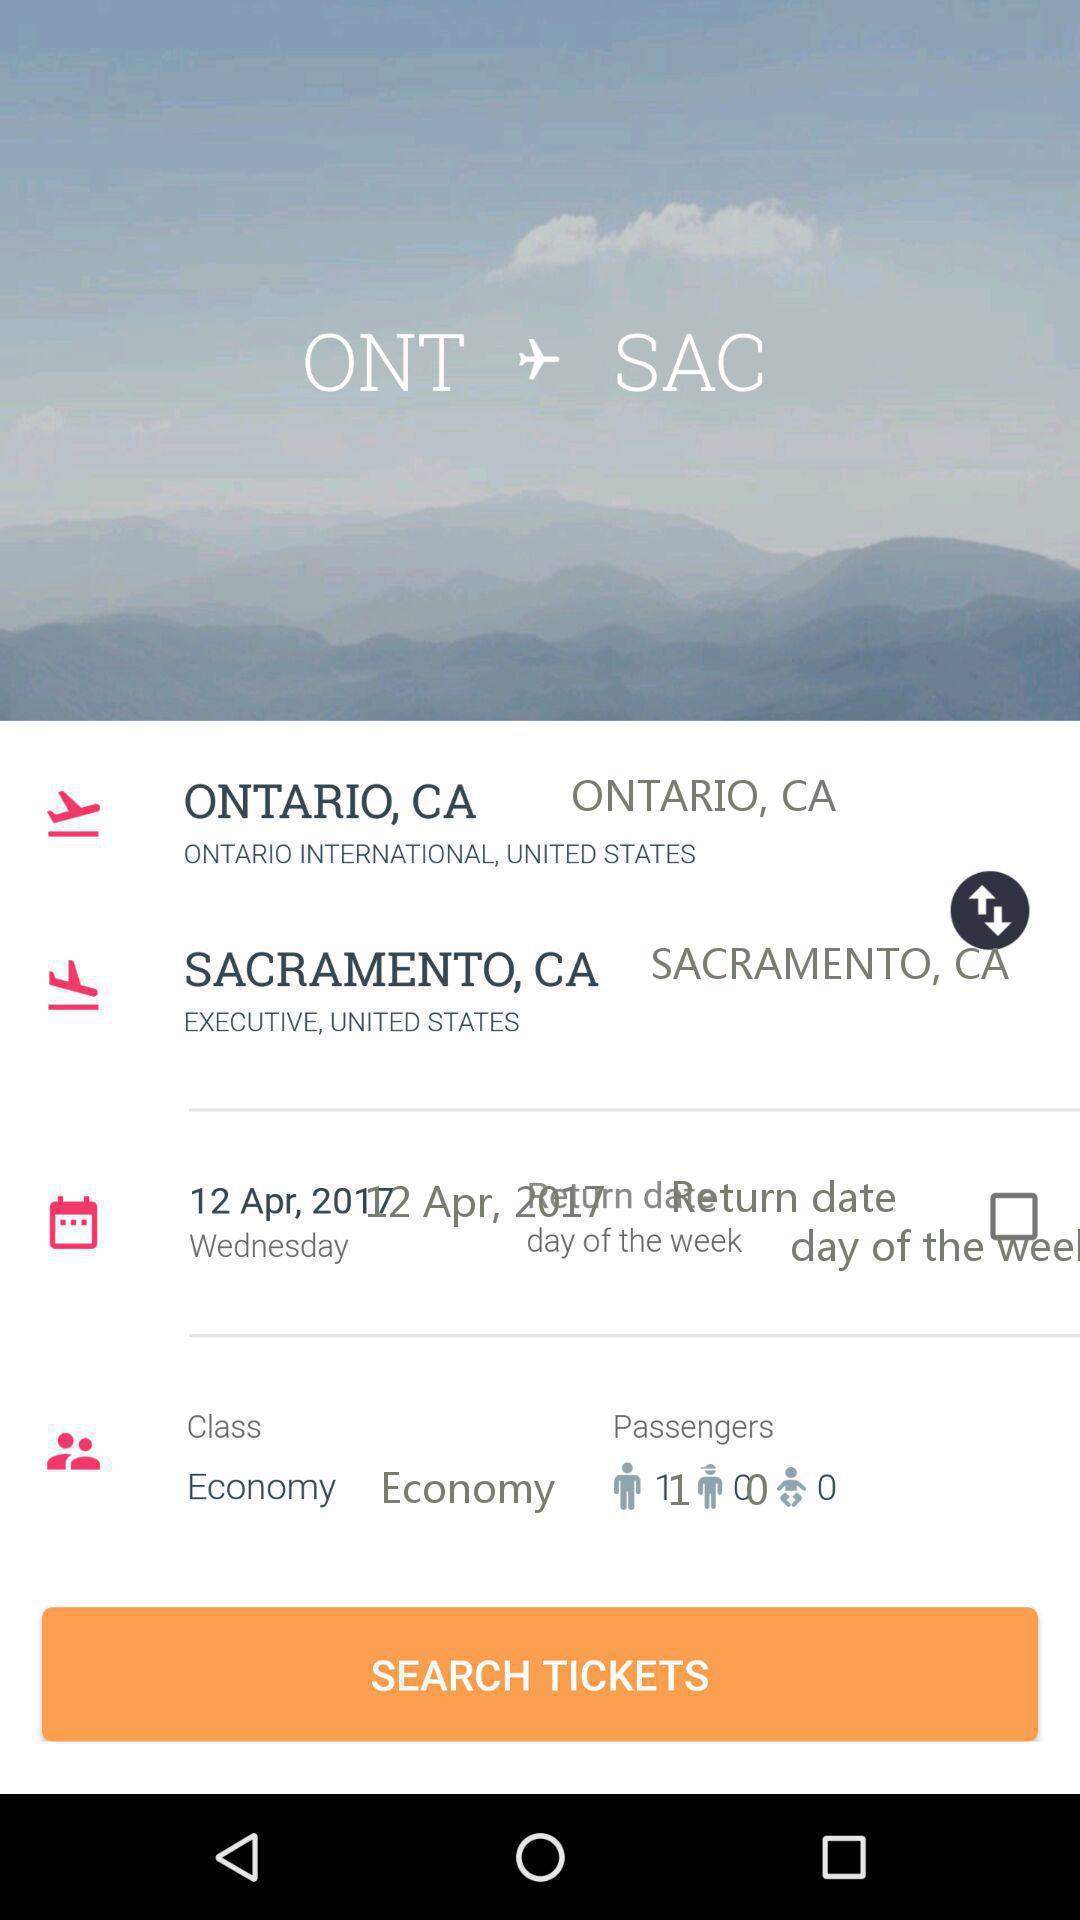 ONT SAC
ONTARIO, CA ONTARIO, CA
ONTARIO INTERNATIONAL, UNITED STATES
SACRAMENTO, CA SACRAMENTO, CA
EXECUTIVE, UNITED STATES
12 Apr, 2017 12 Apr, 2017 Return date Return date
Wednesday day of the week day of the week
Class Passengers
Economy Economy 1 1 0 0 0
SEARCH TICKETS